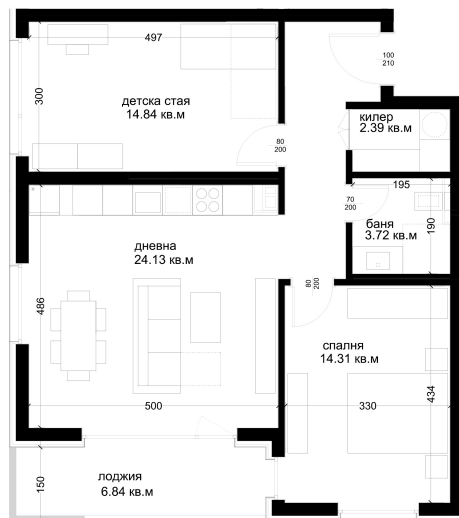 497
100
210
300
детска стая
14.84 кв.м
килер
2.39 кв.м
80
200
195
70
200
190
баня
3.72 кв.м
дневна
24.13 кв.м
486
80
200
спалня
14.31 кв.м
434
500
330
150
лоджия
6.84 кв.м